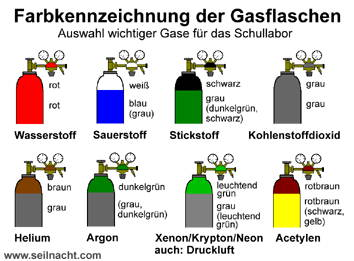 Farbkennzeichnung der Gasflaschen
Auswahl wichtiger Gase für das Schullabor
rot
rot
Wasserstoff
weiß
blau
(grau)
Sauerstoff
schwarz
grau
(dunkelgrün,
schwarz)
Stickstoff
grau
grau
Kohlenstoffdioxid
braun
grau
Helium
dunkelgrün
(grau,
dunkelgrün)
Argon
leuchtend
grün
grau
(leuchtend
grün)
Xenon/Krypton/Neon
auch: Druckluft
rotbraun
rotbraun
(schwarz,
gelb)
Acetylen
www.seilnacht.com